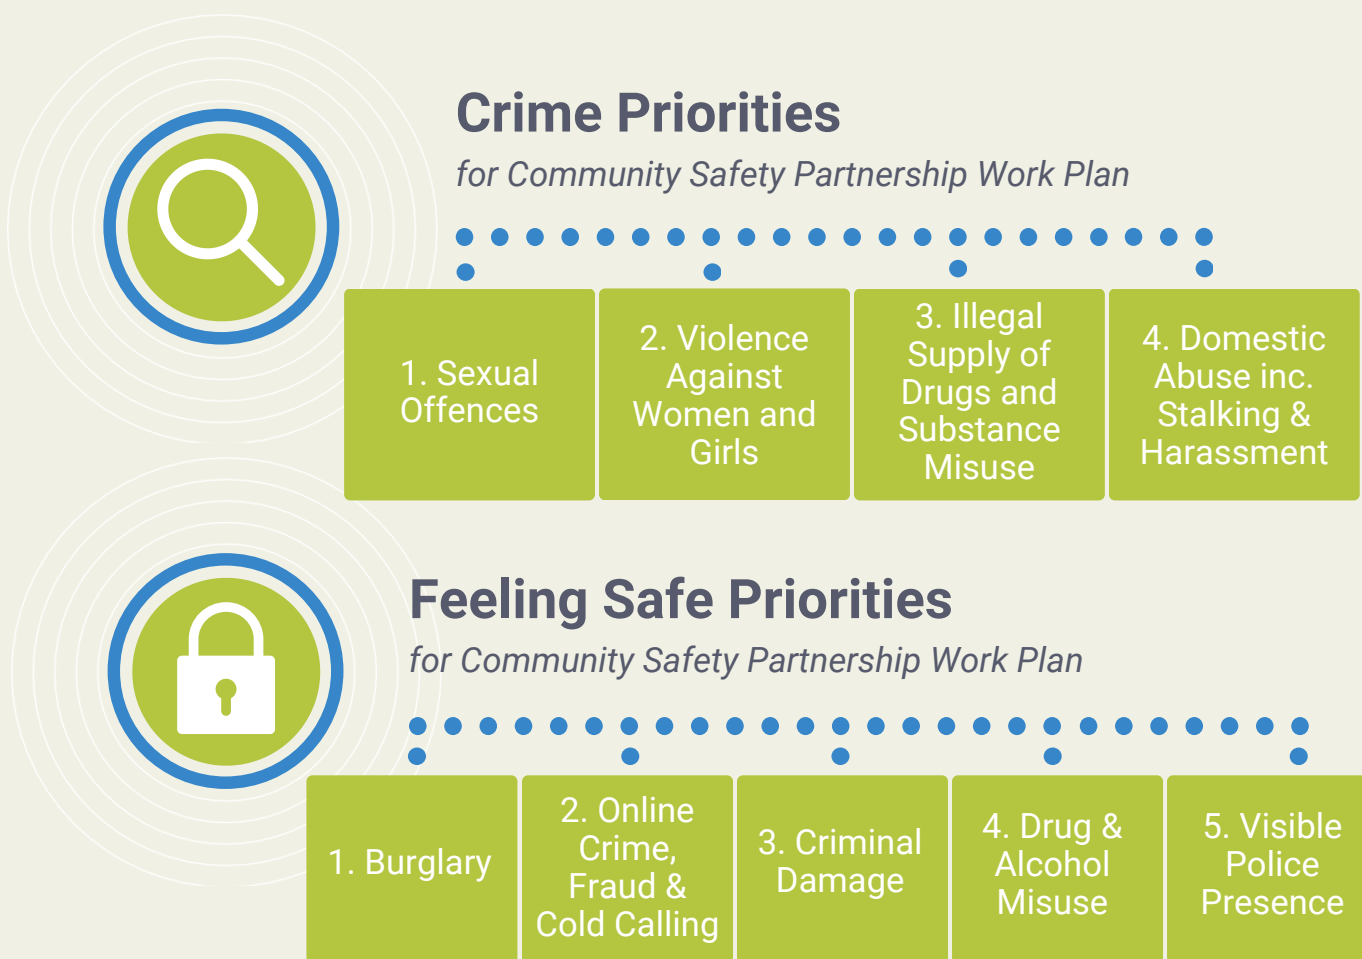 Crime Priorities
for Community Safety Partnership Work Plan
1. Sexual
Offences
2. Violence
Against
Women and
Girls
3. Illegal
Supply of
Drugs and
Substance
Misuse
4. Domestic
Abuse inc.
Stalking &
Harassment
Feeling Safe Priorities
for Community Safety Partnership Work Plan
1. Burglary
2. Online
Crime,
Fraud &
Cold Calling
3. Criminal
Damage
4. Drug &
Alcohol
Misuse
5. Visible
Police
Presence